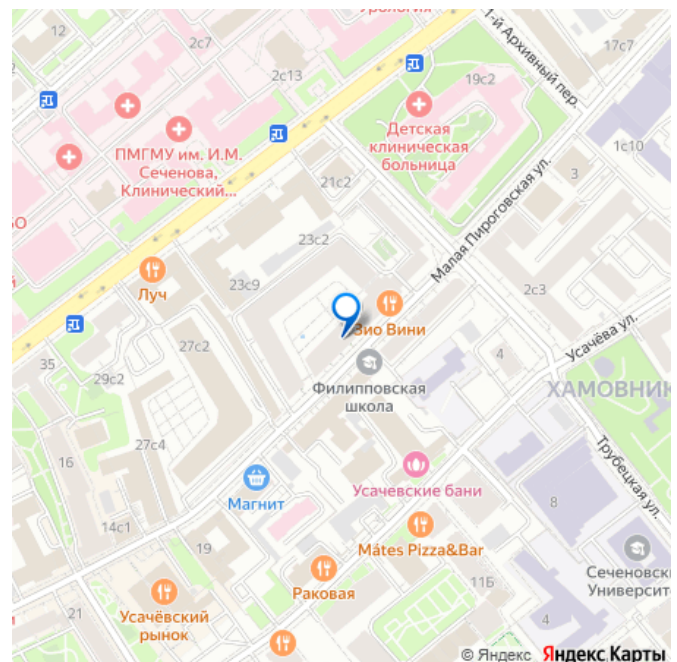 Урология
12
2с7
17с7
1-й Архивный пер.
2с13
19с2
Детская
клиническая
больница
ПМГМУ им. И.М.
Сеченова,
Клинический...
1с10
3
21с2
Малая Пироговская ул.
23с2
23с9
Луч
2с3
Зио Вини
Усачёва ул.
27с2
4
35
Филипповская
школа
29с2
ХАМОВНИК
27с4
16
Трубецкая ул.
Усачевские бани
Магнит
8
14с1
Mátes Pizza&Bar
19
Сеченовск
Университ
11Б
Раковая
Усачёвский
рынок
21
4
© Яндекс Яндекс Карты